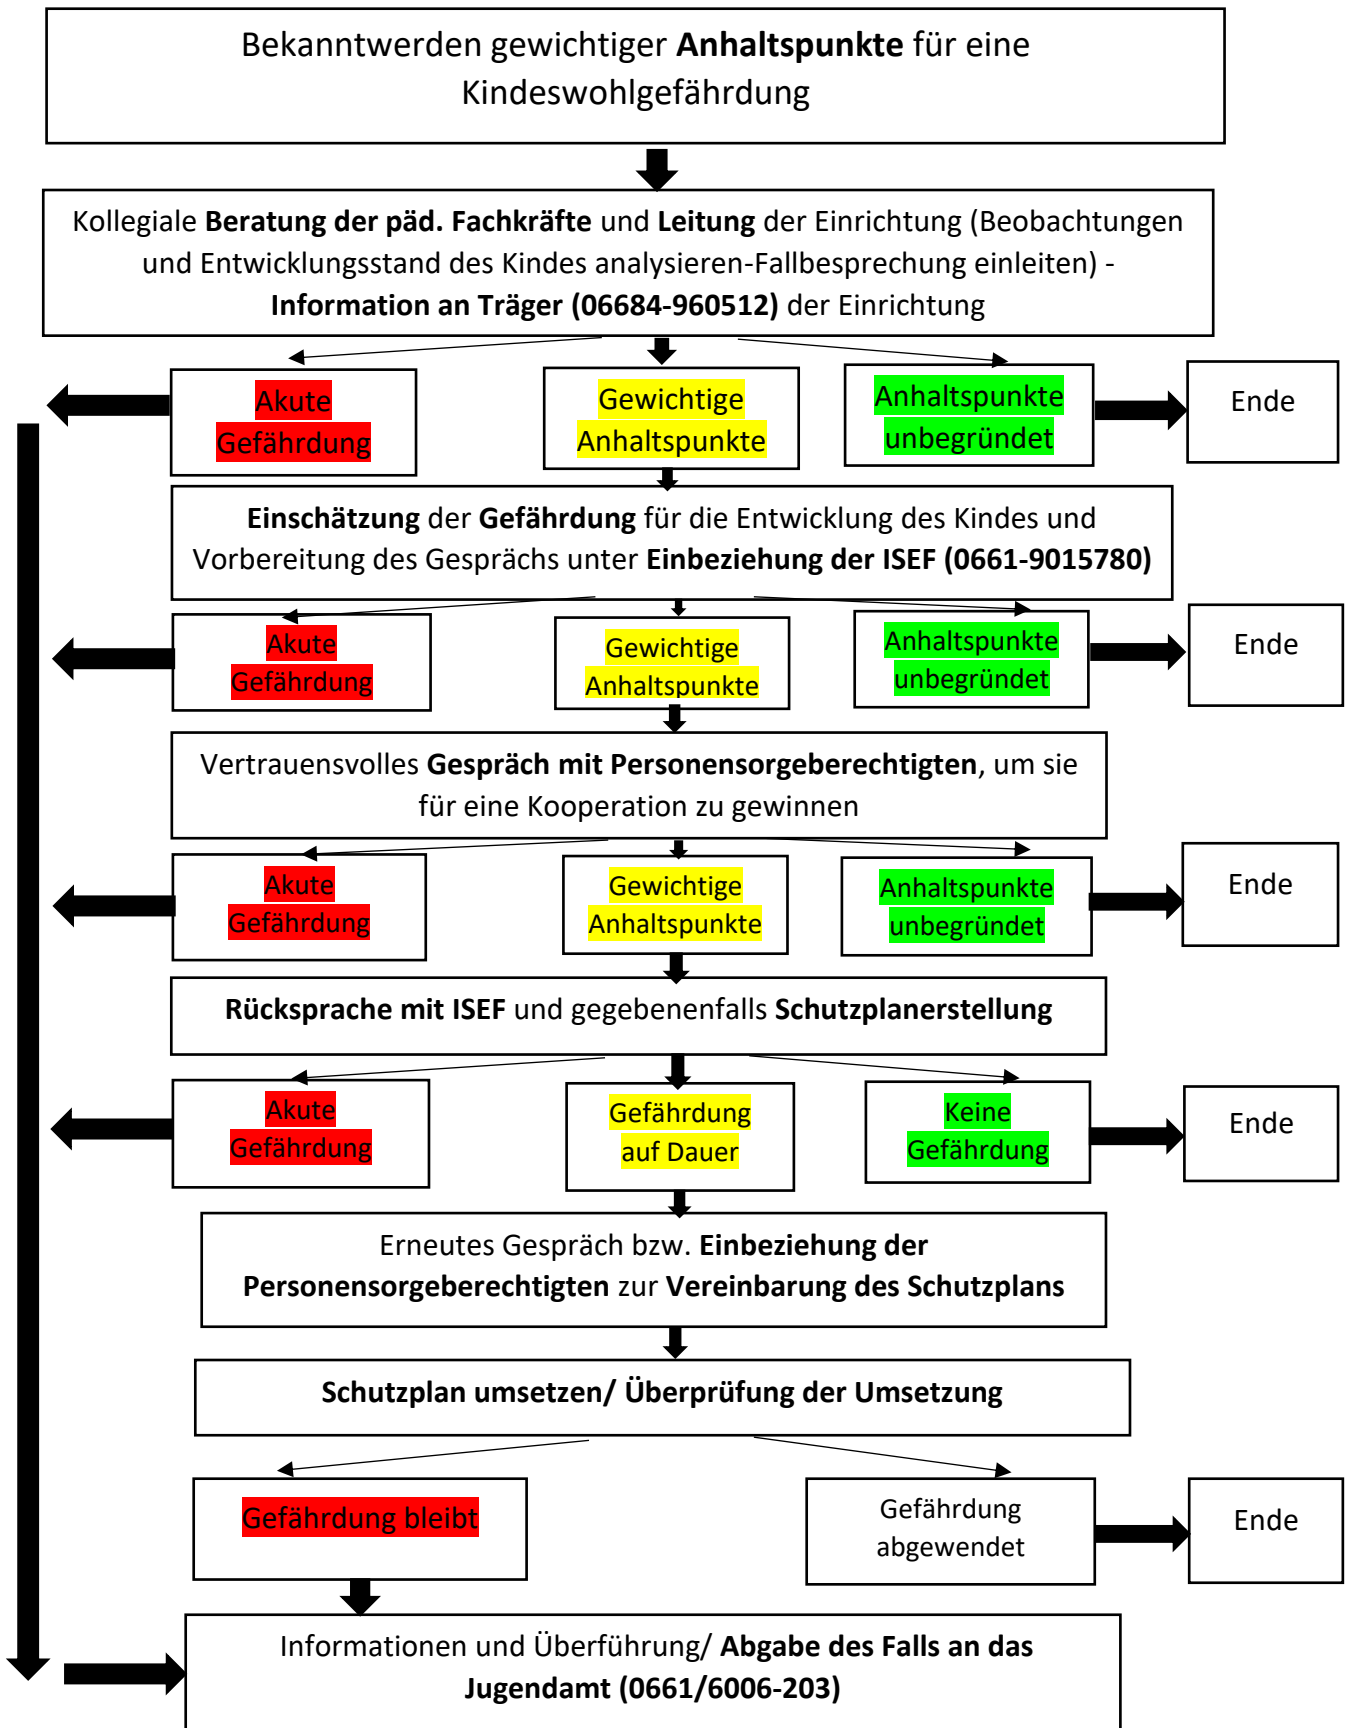 Bekanntwerden gewichtiger Anhaltspunkte für eine
Kindeswohlgefährdung
Kollegiale Beratung der päd. Fachkräfte und Leitung der Einrichtung (Beobachtungen
und Entwicklungsstand des Kindes analysieren-Fallbesprechung einleiten) -
Information an Träger (06684-960512) der Einrichtung
Akute
Gefährdung
Gewichtige
Anhaltspunkte
Anhaltspunkte
unbegründet
Ende
Einschätzung der Gefährdung für die Entwicklung des Kindes und
Vorbereitung des Gesprächs unter Einbeziehung der ISEF (0661-9015780)
Akute
Gefährdung
Gewichtige
Anhaltspunkte
Anhaltspunkte
unbegründet
Ende
Vertrauensvolles Gespräch mit Personensorgeberechtigten, um sie
für eine Kooperation zu gewinnen
Akute
Gefährdung
Gewichtige
Anhaltspunkte
Anhaltspunkte
unbegründet
Ende
Rücksprache mit ISEF und gegebenenfalls Schutzplanerstellung
Akute
Gefährdung
Gefährdung
auf Dauer
Keine
Gefährdung
Ende
Erneutes Gespräch bzw. Einbeziehung der
Personensorgeberechtigten zur Vereinbarung des Schutzplans
Schutzplan umsetzen/ Überprüfung der Umsetzung
Gefährdung bleibt
Gefährdung
abgewendet
Ende
Informationen und Überführung/ Abgabe des Falls an das
Jugendamt (0661/6006-203)